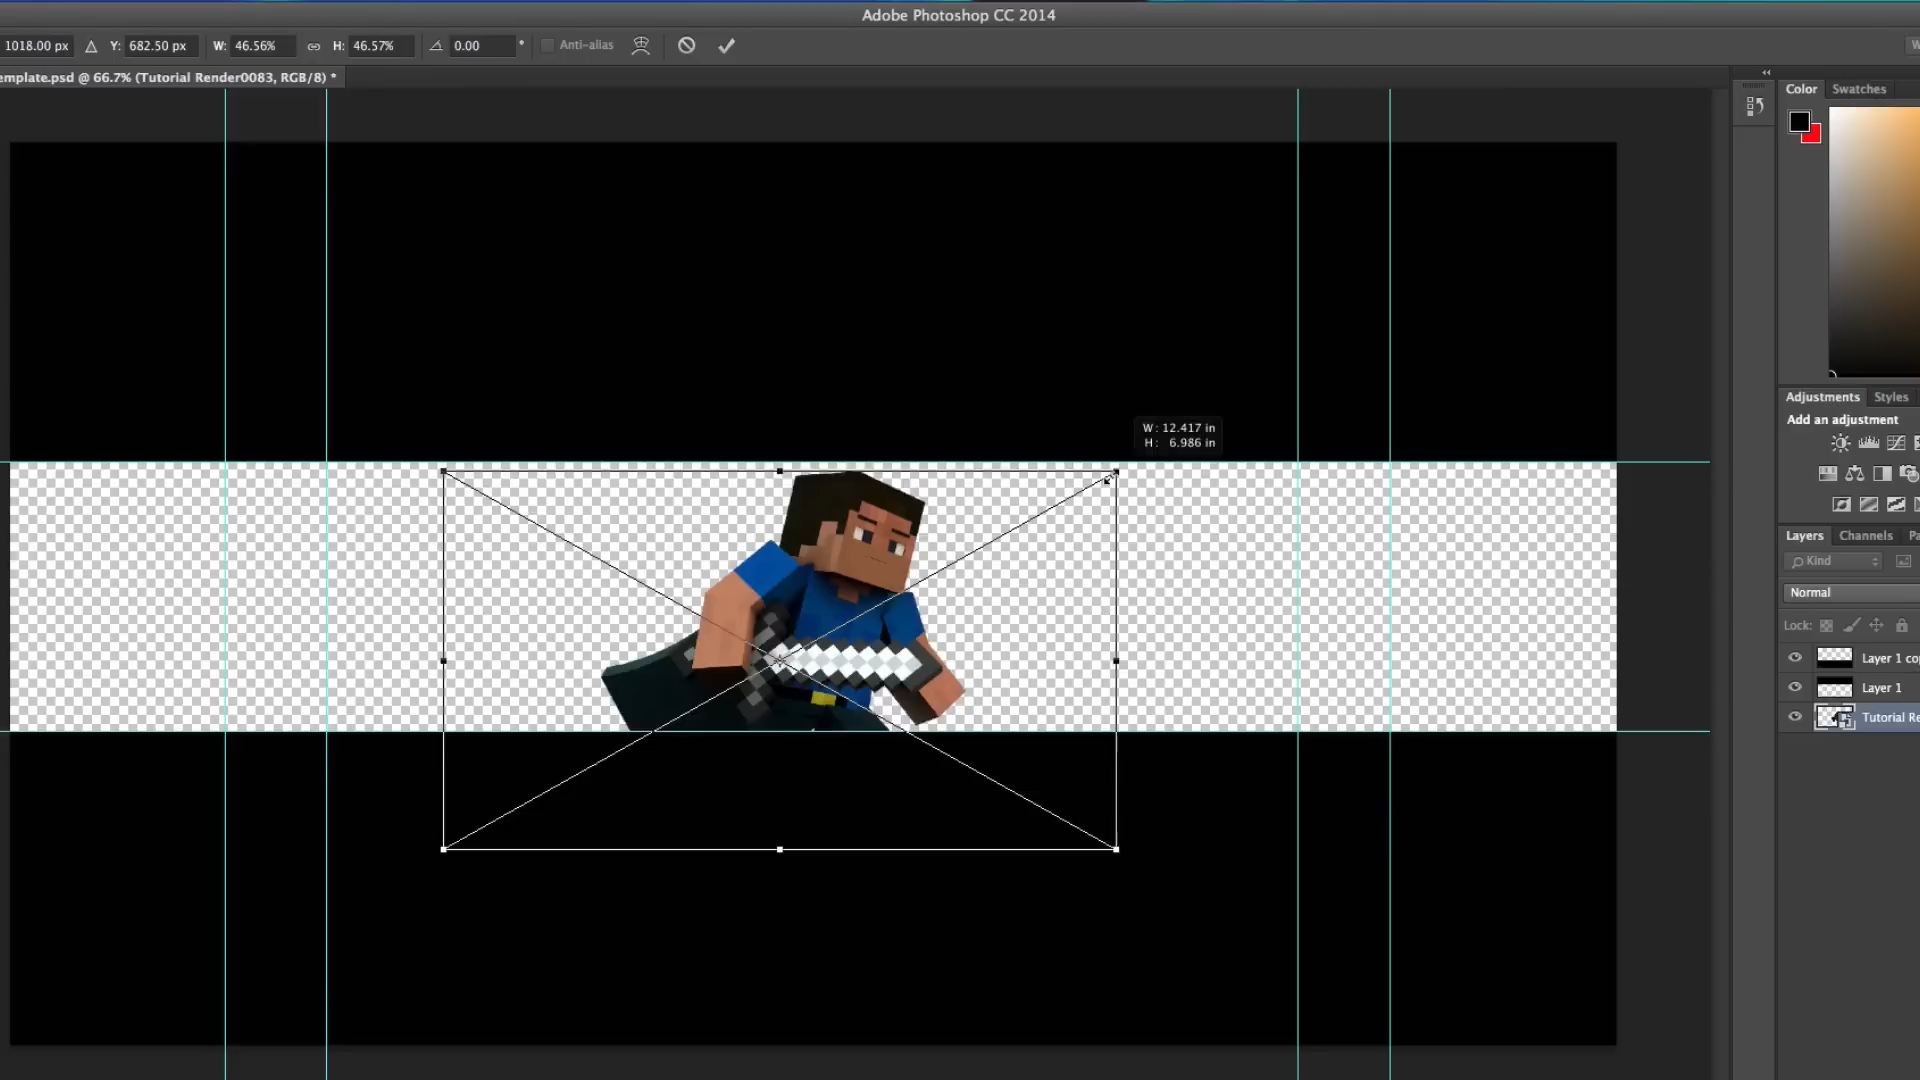 Adobe Photoshop CC 2014
1018.00 px Y: 682.50 px W: 46.56% H: 46.57% 0.00 ° Anti-alias
emplate.psd @ 66.7% (Tutorial Render0083, RGB/8) *
Color Swatches
W: 12.417 in
H: 6.986 in
Adjustments Styles
Add an adjustment
Layers Channels Pa
Kind
Normal
Lock:
Layer 1 cop
Layer 1
Tutorial Re